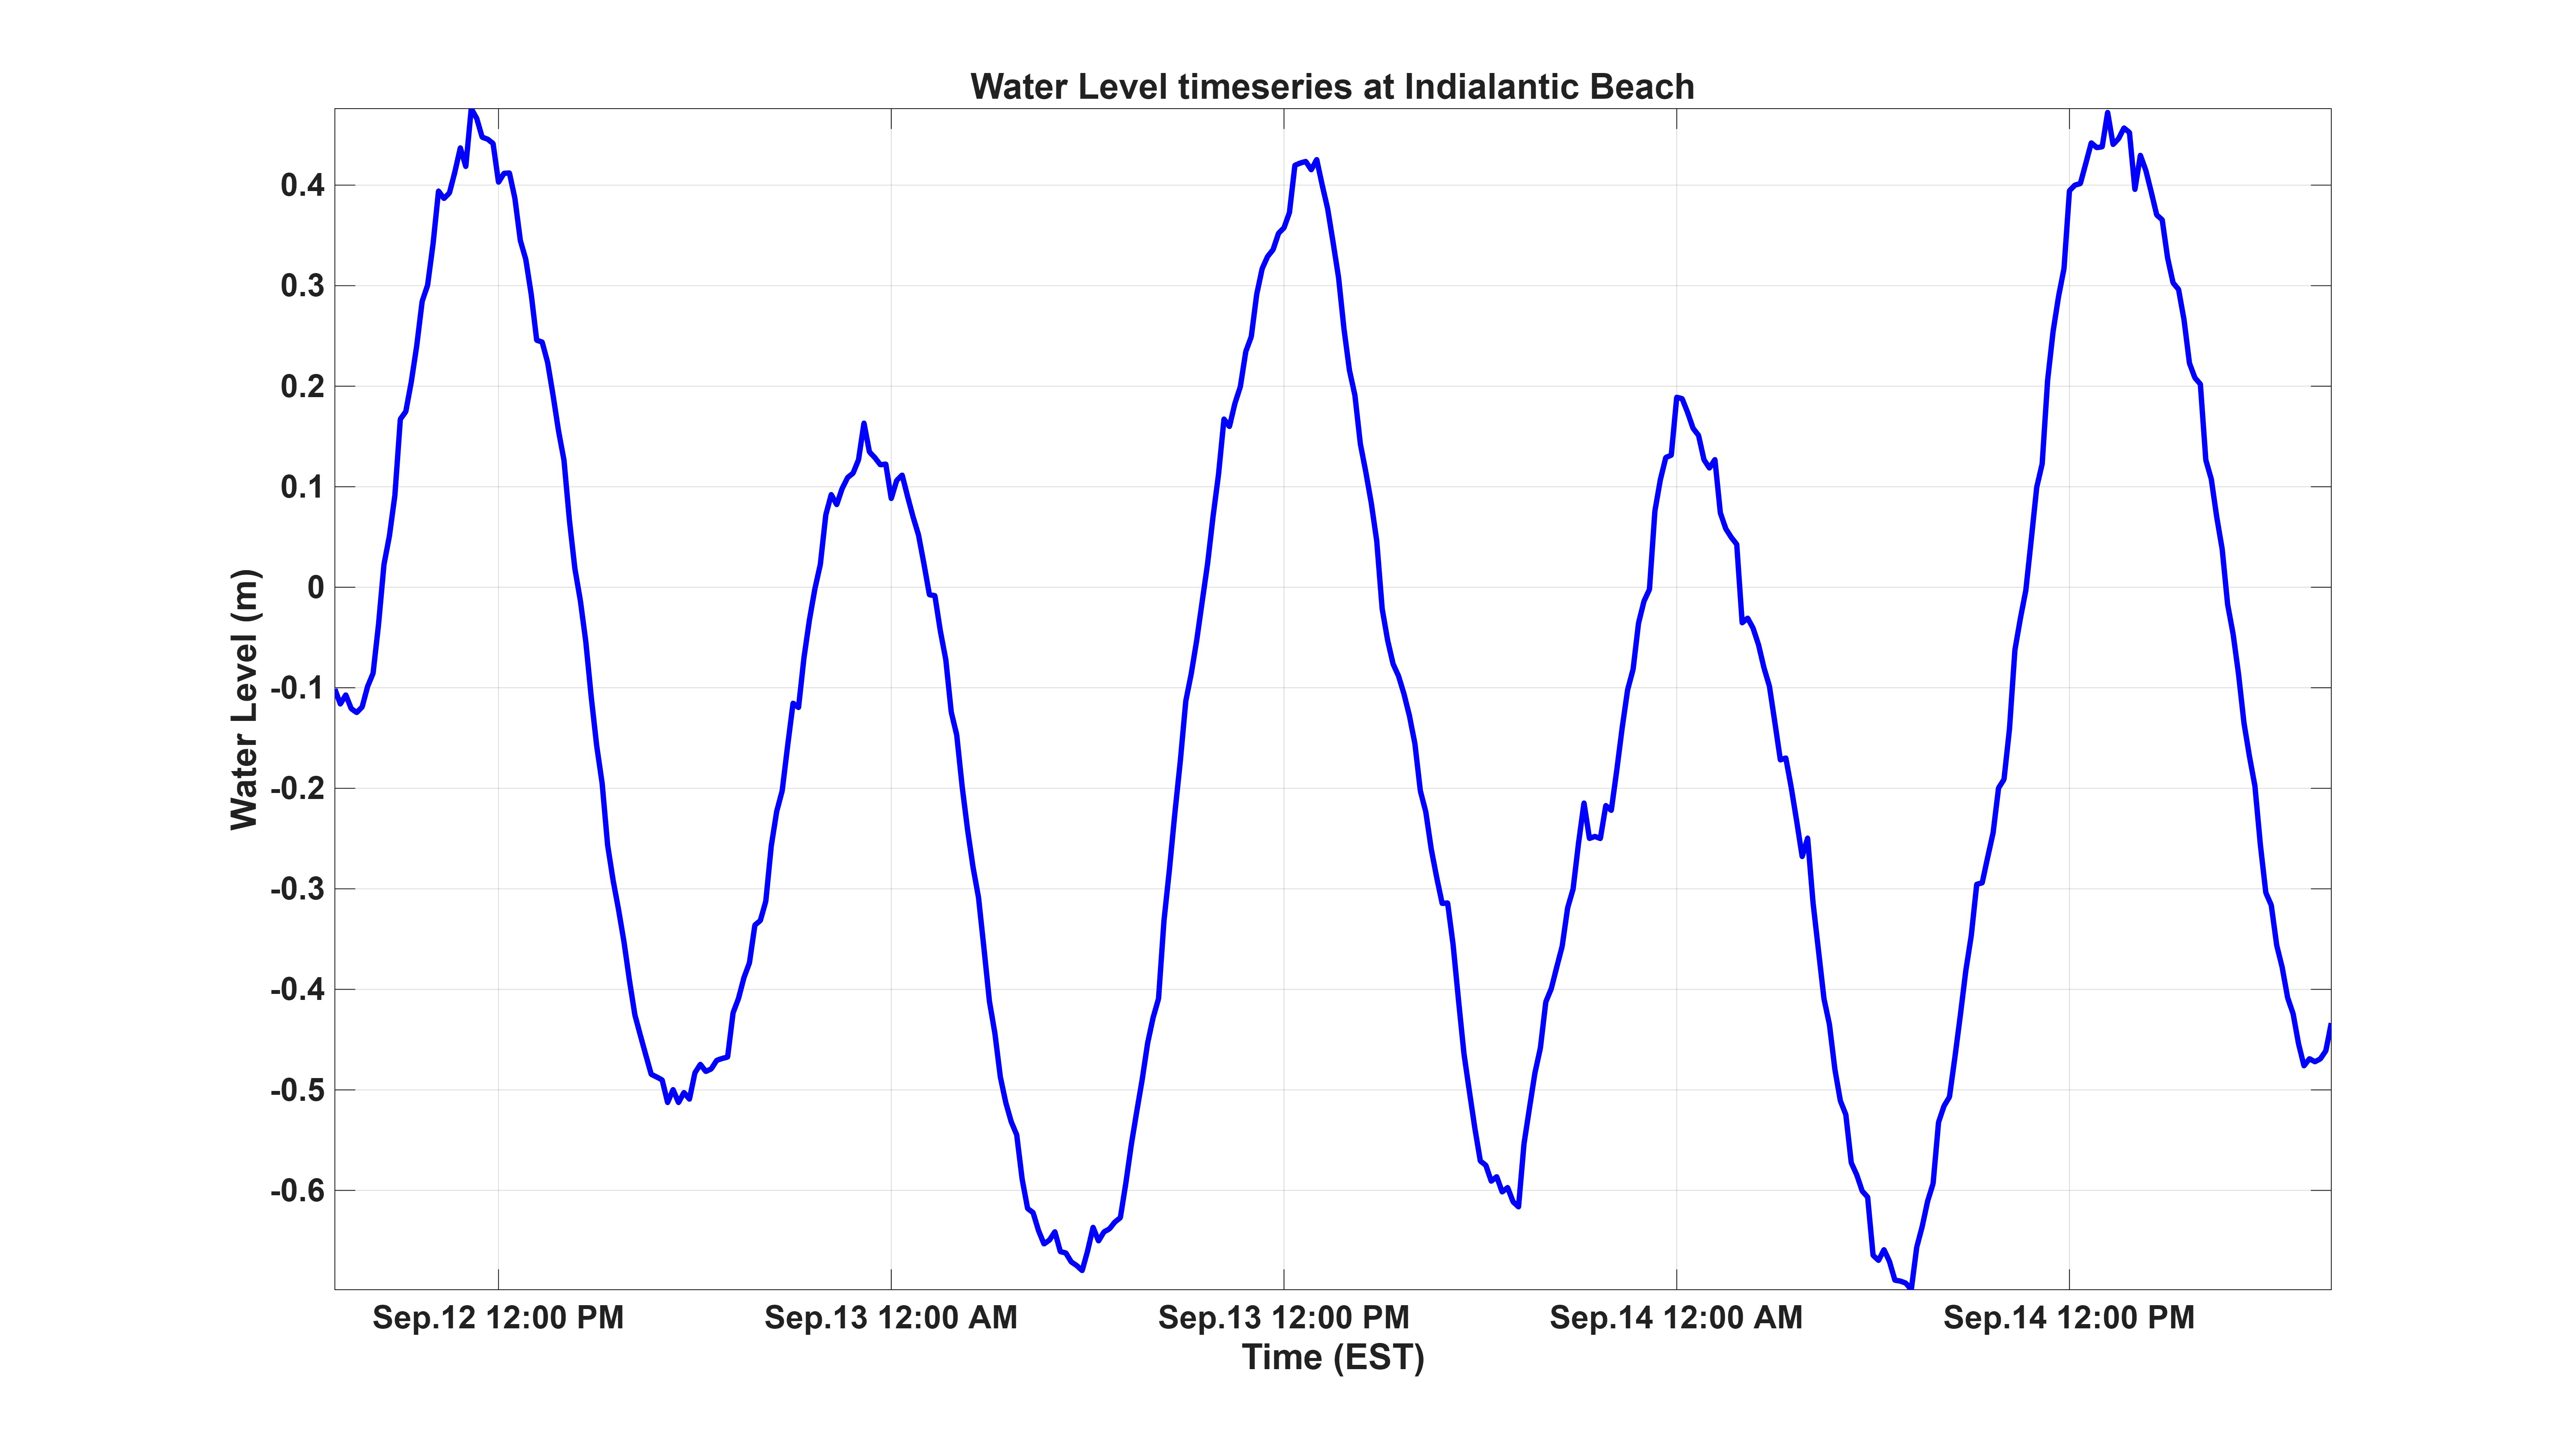 Water Level timeseries at Indialantic Beach
0.4
0.3
0.2
0.1
0
-0.1
-0.2
-0.3
-0.4
-0.5
-0.6
Water Level (m)
Sep.12 12:00 PM Sep.13 12:00 AM Sep.13 12:00 PM Sep.14 12:00 AM Sep.14 12:00 PM
Time (EST)